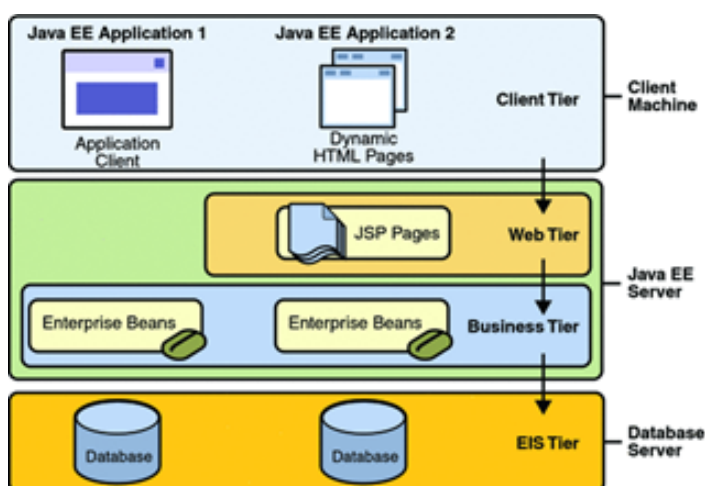 Java EE Application 1
Java EE Application 2
Application
Client
Dynamic
HTML Pages
Client Tier
Client
Machine
JSP Pages
Web Tier
Java EE
Server
Enterprise Beans
Enterprise Beans
Business Tier
Database
Database
EIS Tier
Database
Server